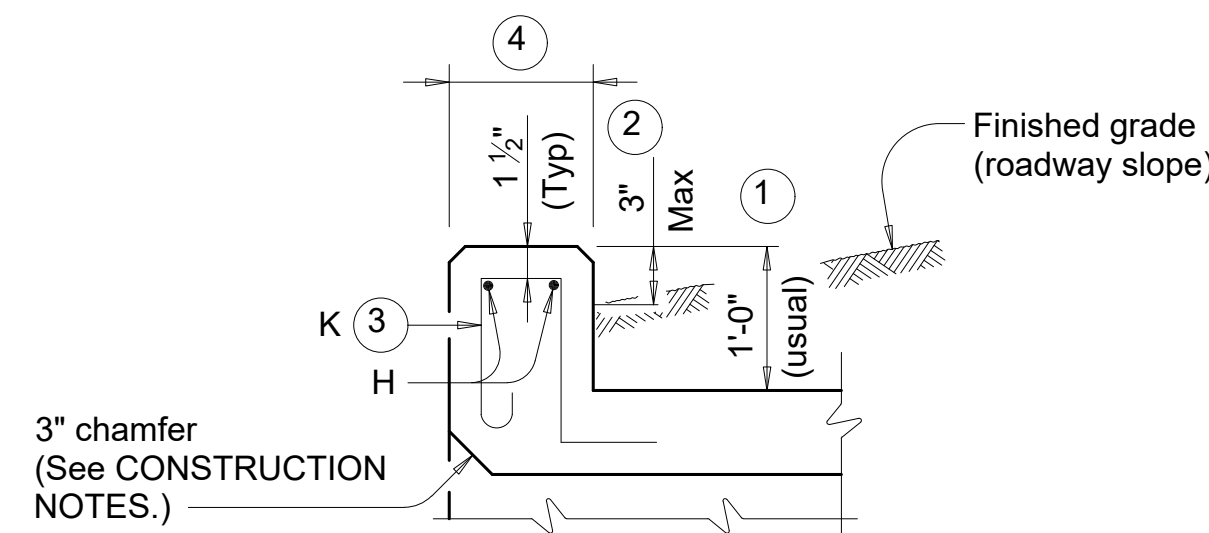 4
1 ½"
(Typ)
2
3"
Max
1
Finished grade
(roadway slope)
1'-0"
(usual)
K 3
H
3" chamfer
(See CONSTRUCTION
NOTES.)